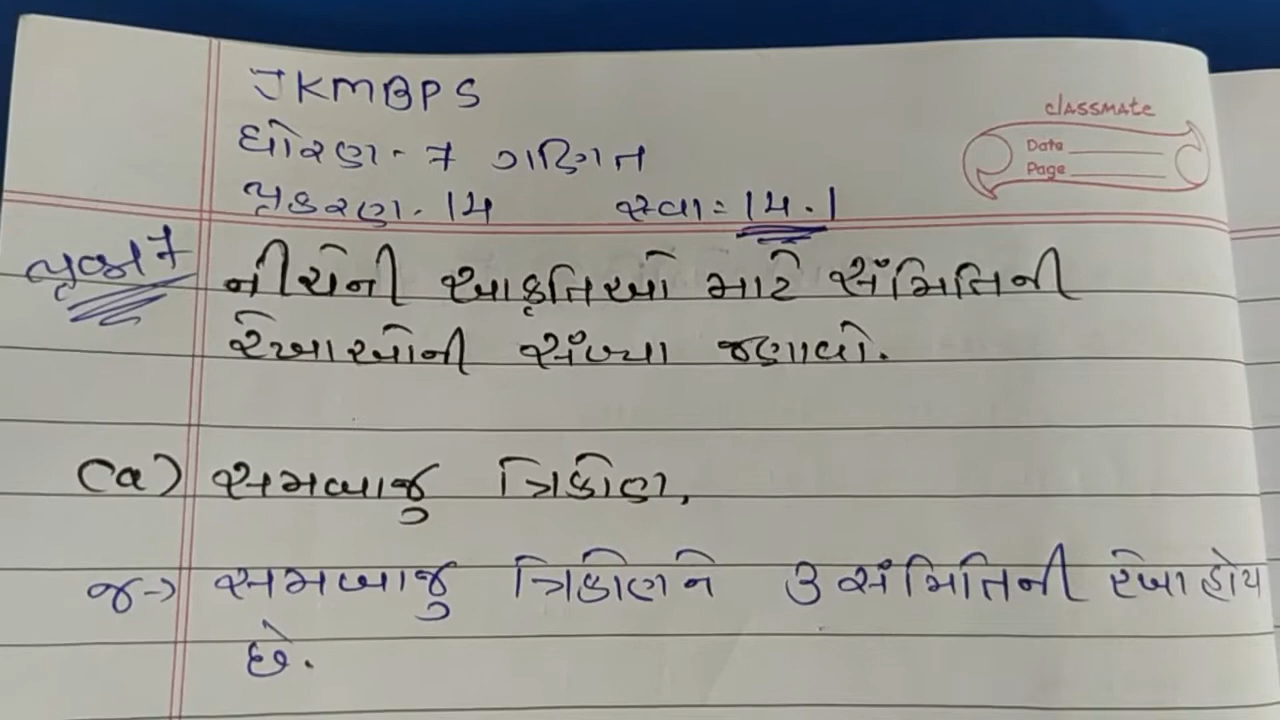 JKMBPS
ધોરણ - 7 ગણિત
classmate
Date
Page
પ્રકરણ. 14 સ્વા = 14.1
પ્રશ્ન 7 નીચેની આકૃતિઓ માટે સંમિતિની
રેખાઓની સંખ્યા જણાવો.
(a) સમબાજુ ત્રિકોણ,
જ→ સમબાજુ ત્રિકોણને 3 સંમિતિની રેખા હોય
છે.